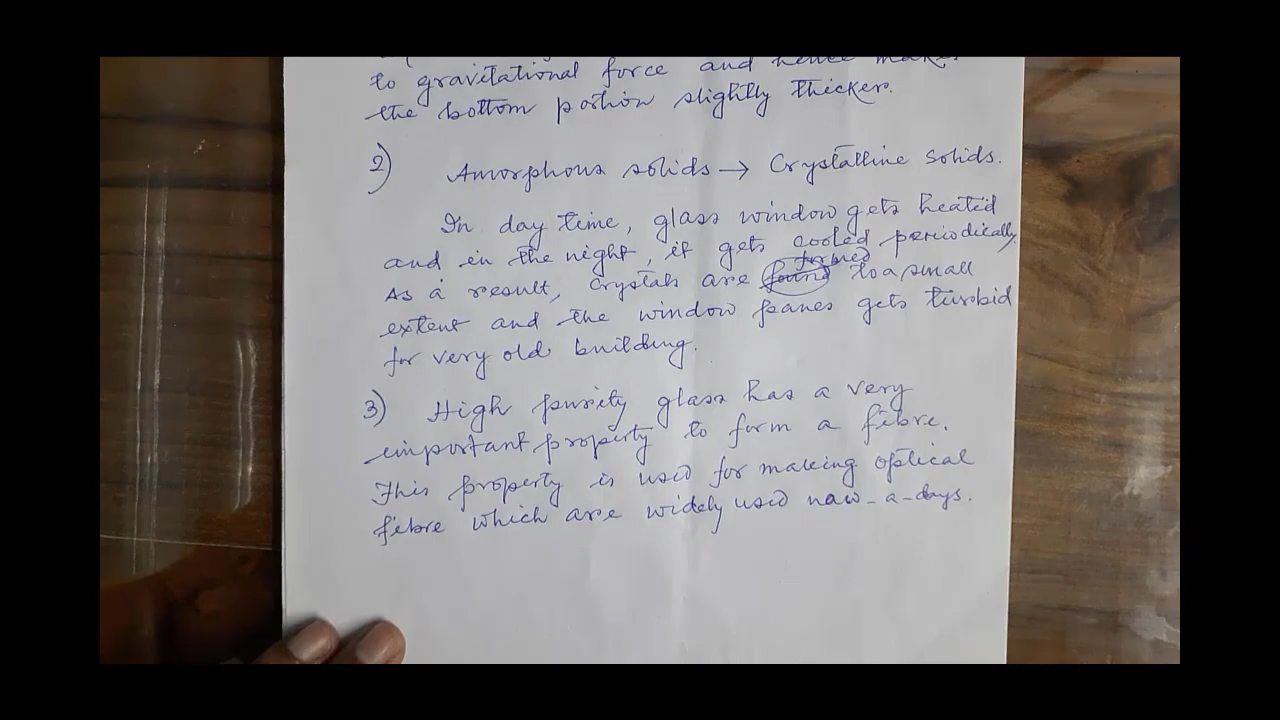 to gravitational force and hence makes
the bottom portion slightly thicker.
2) Amorphous solids → Crystalline solids.
In day time, glass window gets heated
and in the night, it gets cooled periodically.
As a result, crystals are formed to a small
extent and the window panes gets turbid
for very old building.
3) High purity glass has a very
important property to form a fibre.
This property is used for making optical
fibre which are widely used now-a-days.